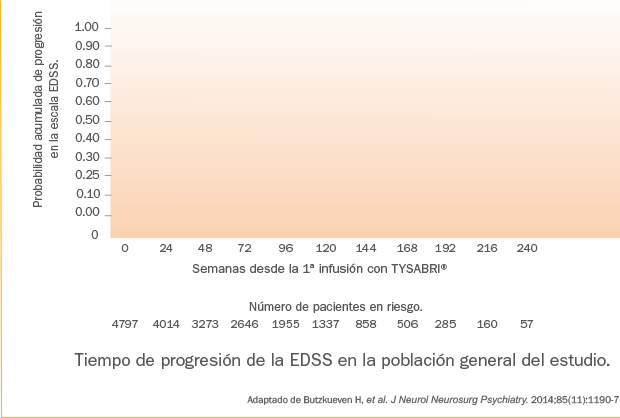 Probabilidad acumulada de progresión
en la escala EDSS.
1.00
0.90
0.80
0.70
0.60
0.50
0.40
0.30
0.25
0.10
0.00
0
0 24 48 72 96 120 144 168 192 216 240
Semanas desde la 1ª infusión con TYSABRI®
Número de pacientes en riesgo.
4797 4014 3273 2646 1955 1337 858 506 285 160 57
Tiempo de progresión de la EDSS en la población general del estudio.
Adaptado de Butzkueven H, et al. J Neurol Neurosurg Psychiatry. 2014;85(11):1190-7